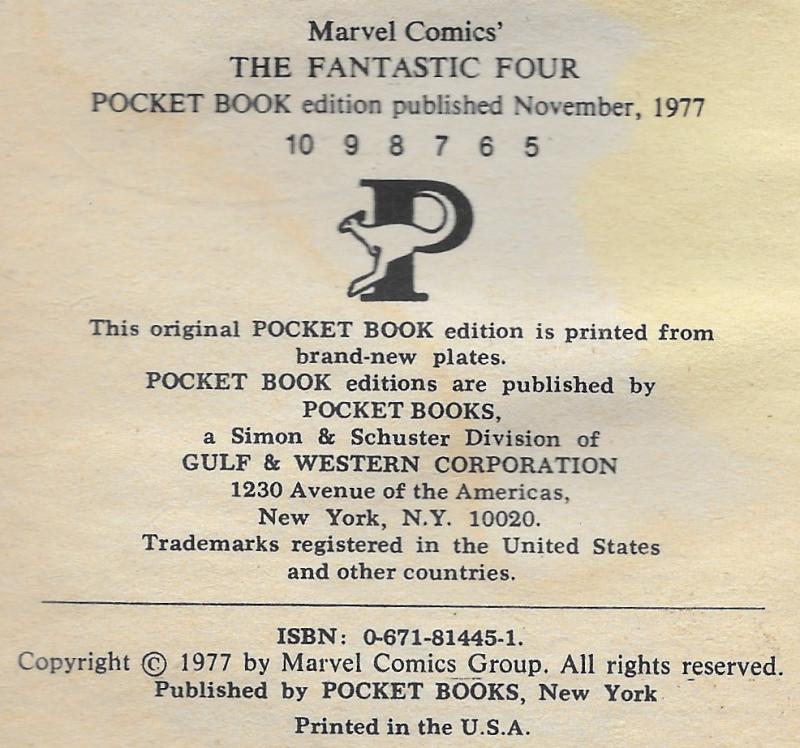 Marvel Comics'
THE FANTASTIC FOUR
POCKET BOOK edition published November, 1977
10 9 8 7 6 5
P
This original POCKET BOOK edition is printed from
brand-new plates.
POCKET BOOK editions are published by
POCKET BOOKS,
a Simon & Schuster Division of
GULF & WESTERN CORPORATION
1230 Avenue of the Americas,
New York, N.Y. 10020.
Trademarks registered in the United States
and other countries.
ISBN: 0-671-81445-1.
Copyright © 1977 by Marvel Comics Group. All rights reserved.
Published by POCKET BOOKS, New York
Printed in the U.S.A.